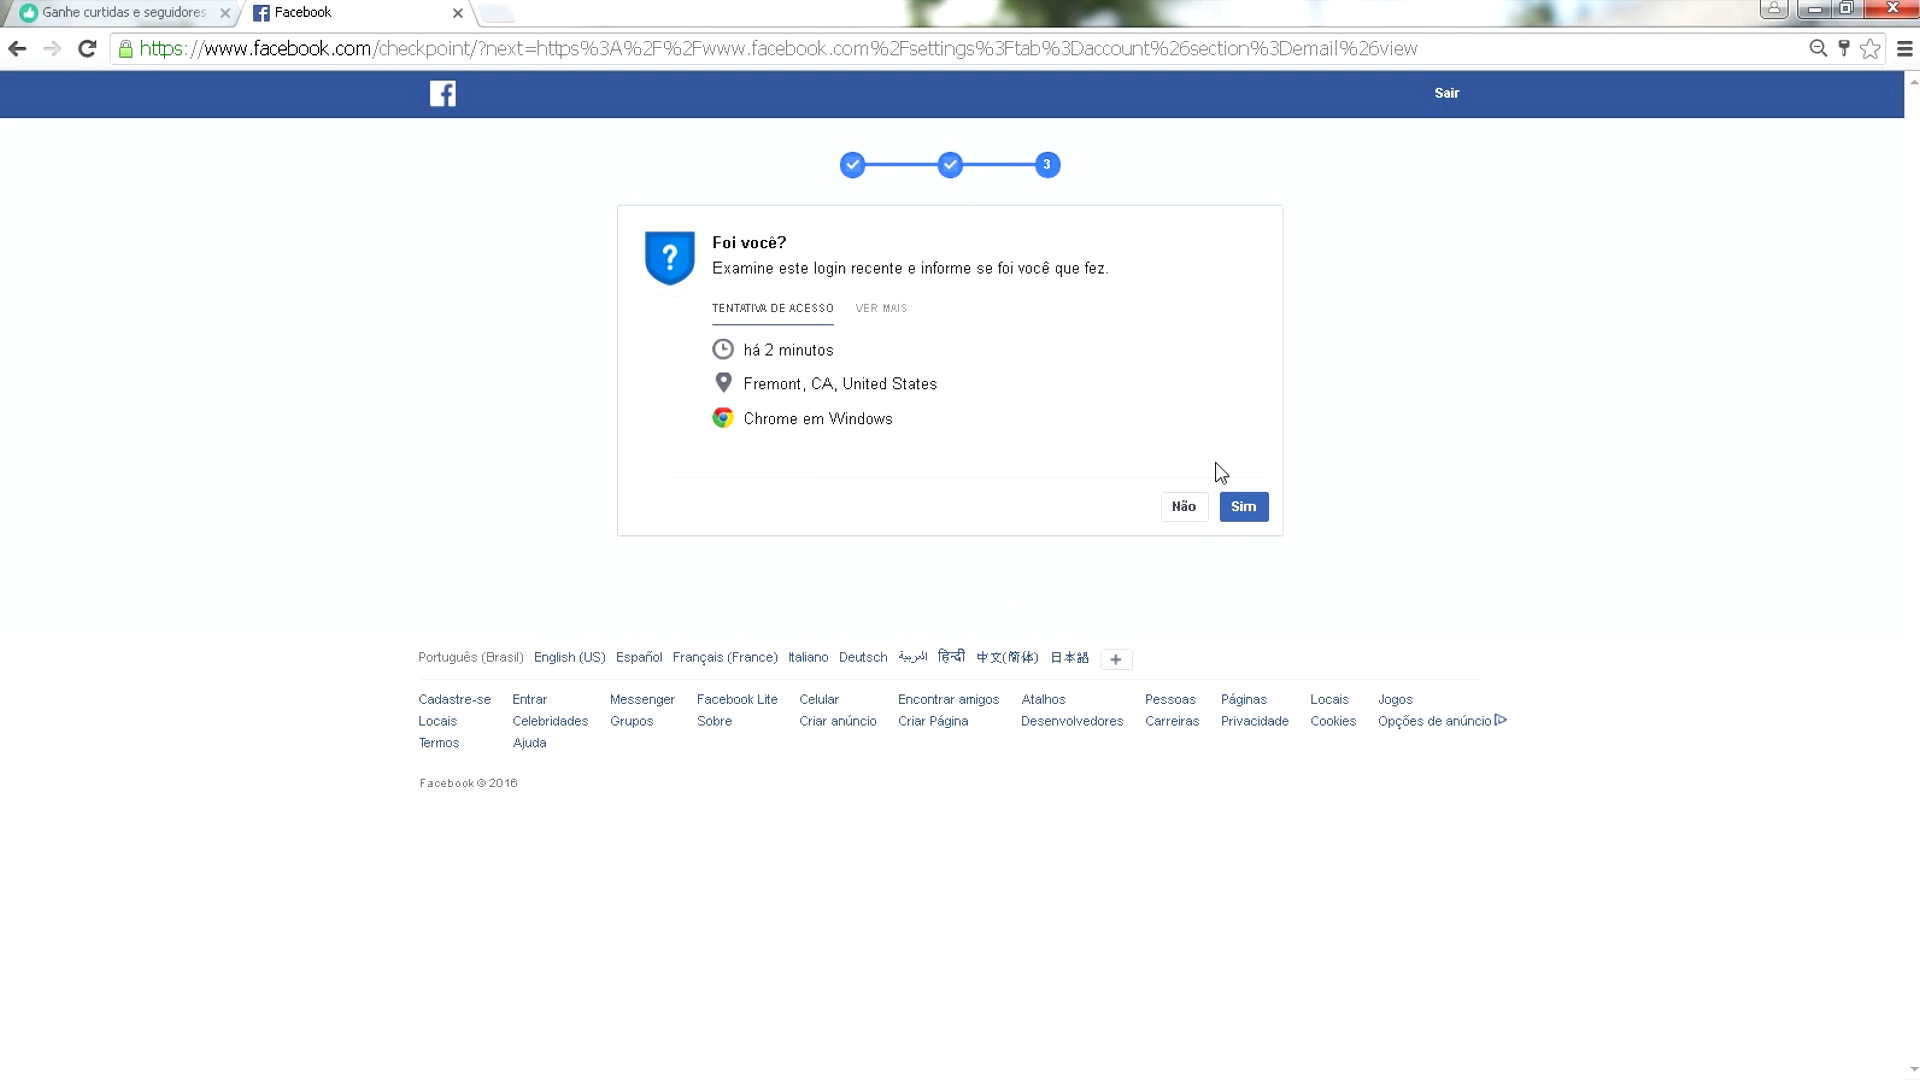 Ganhe curtidas e seguidores
Facebook
https://www.facebook.com/checkpoint/?next=https%3A%2F%2Fwww.facebook.com%2Fsettings%3Ftab%3Daccount%26section%3Demail%26view
Sair
3
Foi você?
Examine este login recente e informe se foi você que fez.
TENTATIVA DE ACESSO VER MAIS
há 2 minutos
Fremont, CA, United States
Chrome em Windows
Não Sim
Português (Brasil) English (US) Español Français (France) Italiano Deutsch العربية हिन्दी 中文(简体) 日本語
Cadastre-se Entrar Messenger Facebook Lite Celular Encontrar amigos Atalhos Pessoas Páginas Locais Jogos
Locais Celebridades Grupos Sobre Criar anúncio Criar Página Desenvolvedores Carreiras Privacidade Cookies Opções de anúncio
Termos Ajuda
Facebook © 2016